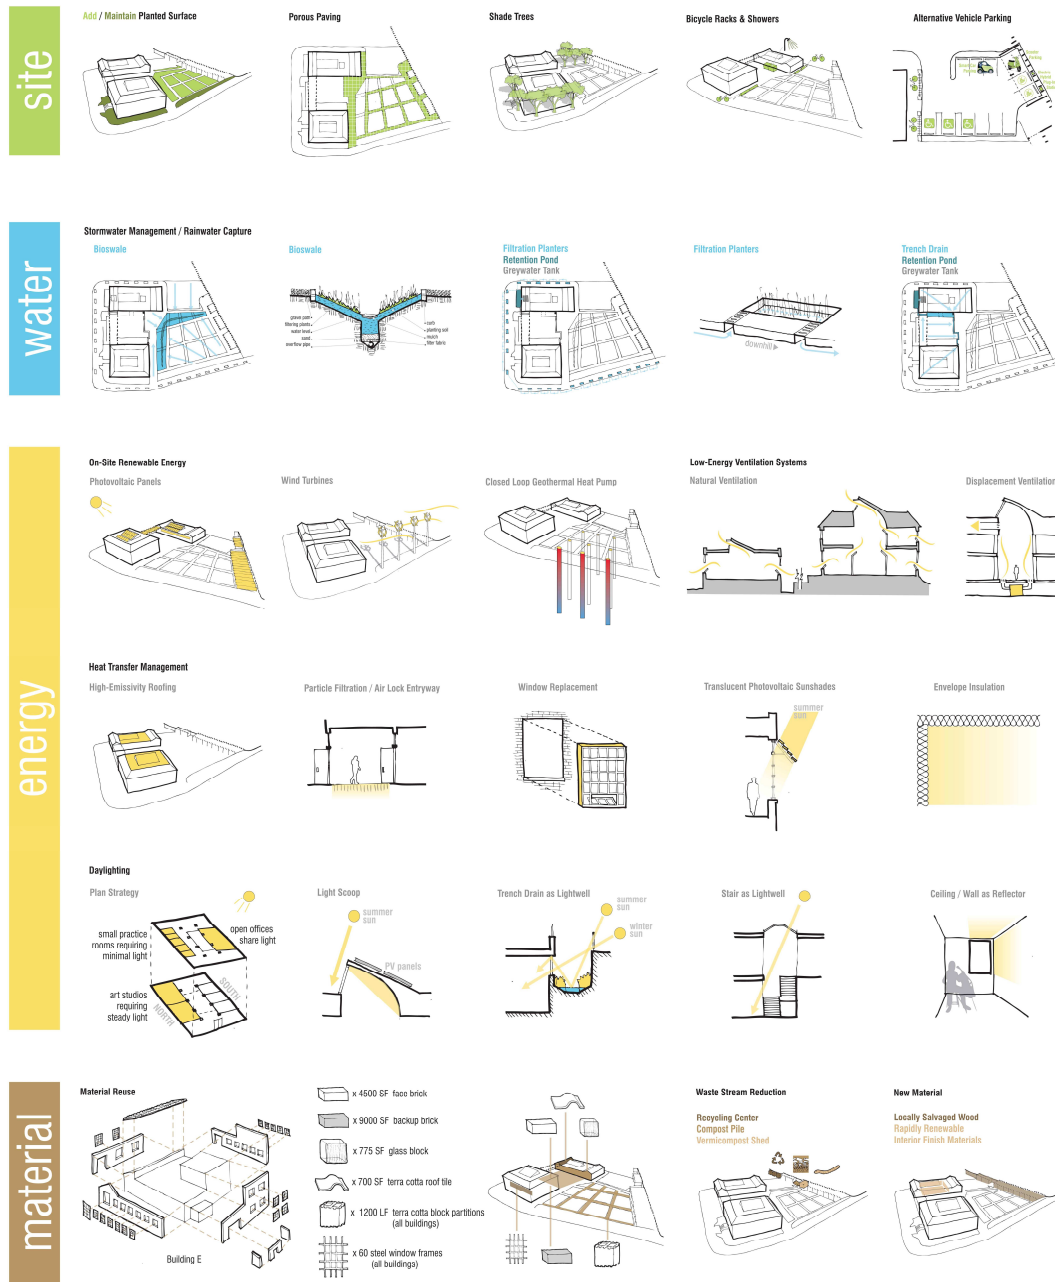 site
Add / Maintain Planted Surface
Porous Paving
Shade Trees
Bicycle Racks & Showers
Alternative Vehicle Parking
water
Stormwater Management / Rainwater Capture
Bioswale
Bioswale
grave pam
filtering plants
water level
sand
overflow pipe
curb
planting soil
mulch
filter fabric
Filtration Planters
Retention Pond
Greywater Tank
Filtration Planters
downhill
Trench Drain
Retention Pond
Greywater Tank
energy
On-Site Renewable Energy
Photovoltaic Panels
Wind Turbines
Closed Loop Geothermal Heat Pump
Low-Energy Ventilation Systems
Natural Ventilation
Displacement Ventilation
Heat Transfer Management
High-Emissivity Roofing
Particle Filtration / Air Lock Entryway
Window Replacement
Translucent Photovoltaic Sunshades
summer
sun
Envelope Insulation
Daylighting
Plan Strategy
small practice
rooms requiring
minimal light
open offices
share light
art studios
requiring
steady light
NORTH
SOUTH
Light Scoop
summer
sun
PV panels
Trench Drain as Lightwell
summer
sun
winter
sun
Stair as Lightwell
Ceiling / Wall as Reflector
material
Material Reuse
Building E
x 4500 SF face brick
x 9000 SF backup brick
x 775 SF glass block
x 700 SF terra cotta roof tile
x 1200 LF terra cotta block partitions
(all buildings)
x 60 steel window frames
(all buildings)
Waste Stream Reduction
Recycling Center
Compost Pile
Vermicompost Shed
New Material
Locally Salvaged Wood
Rapidly Renewable
Interior Finish Materials